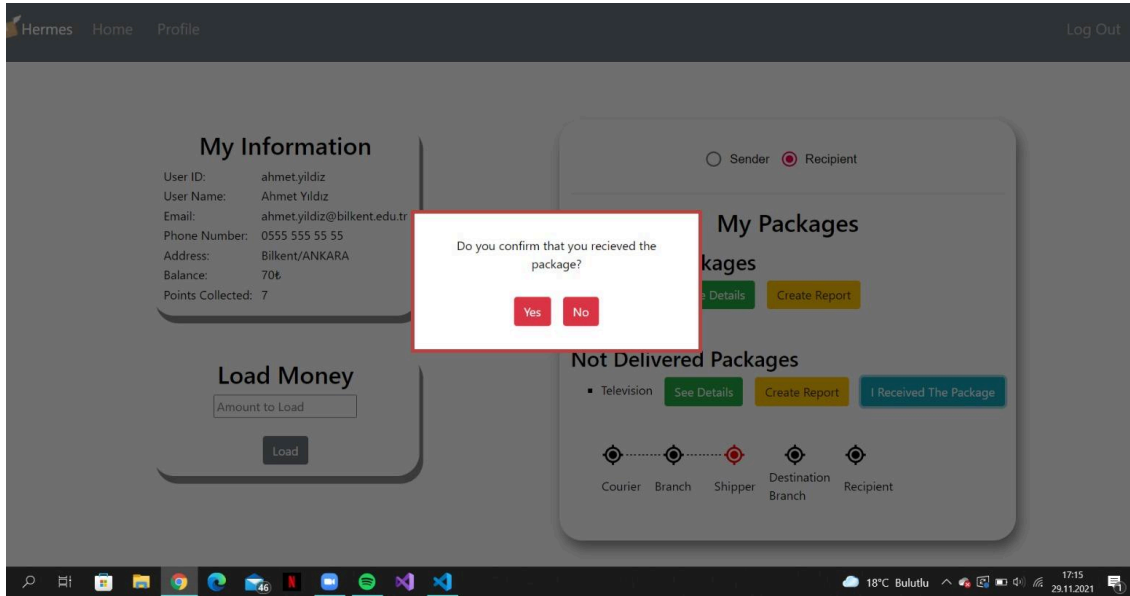 Hermes Home Profile Log Out
My Information
User ID: ahmet.yildiz
User Name: Ahmet Yıldız
Email: ahmet.yildiz@bilkent.edu.tr
Phone Number: 0555 555 55 55
Address: Bilkent/ANKARA
Balance: 70₺
Points Collected: 7
Load Money
Amount to Load
Load
Do you confirm that you recieved the
package?
Yes No
Sender Recipient
My Packages
kages
Details Create Report
Not Delivered Packages
Television See Details Create Report I Received The Package
Courier Branch Shipper Destination
Branch Recipient
46
18°C Bulutlu
17:15
29.11.2021
1